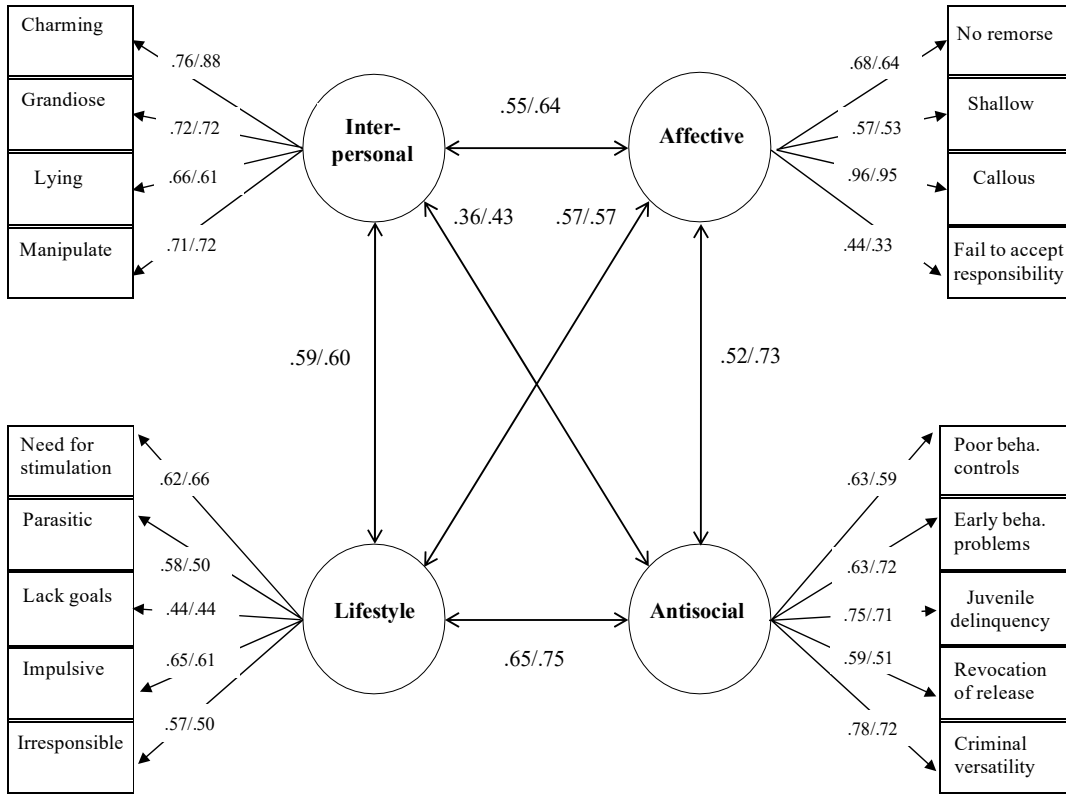 Charming
Grandiose
Lying
Manipulate
.76/.88
.72/.72
.66/.61
.71/.72
Inter-
personal
.55/.64
Affective
.68/.64
.57/.53
.96/.95
.44/.33
No remorse
Shallow
Callous
Fail to accept
responsibility
.36/.43
.57/.57
.59/.60
.52/.73
Need for
stimulation
Parasitic
Lack goals
Impulsive
Irresponsible
.62/.66
.58/.50
.44/.44
.65/.61
.57/.50
Lifestyle
.65/.75
Antisocial
.63/.59
.63/.72
.75/.71
.59/.51
.78/.72
Poor beha.
controls
Early beha.
problems
Juvenile
delinquency
Revocation
of release
Criminal
versatility